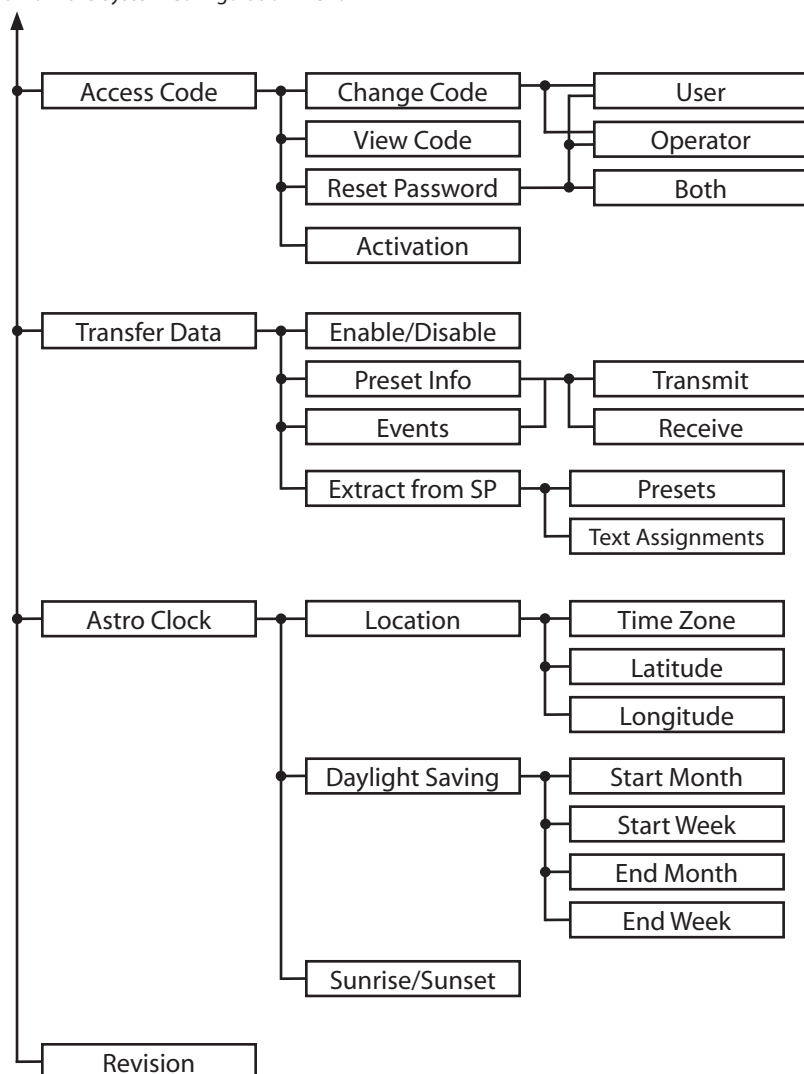 Access Code
Change Code
User
View Code
Operator
Reset Password
Both
Activation
Transfer Data
Enable/Disable
Preset Info
Transmit
Events
Receive
Extract from SP
Presets
Text Assignments
Astro Clock
Location
Time Zone
Latitude
Longitude
Daylight Saving
Start Month
Start Week
End Month
End Week
Sunrise/Sunset
Revision